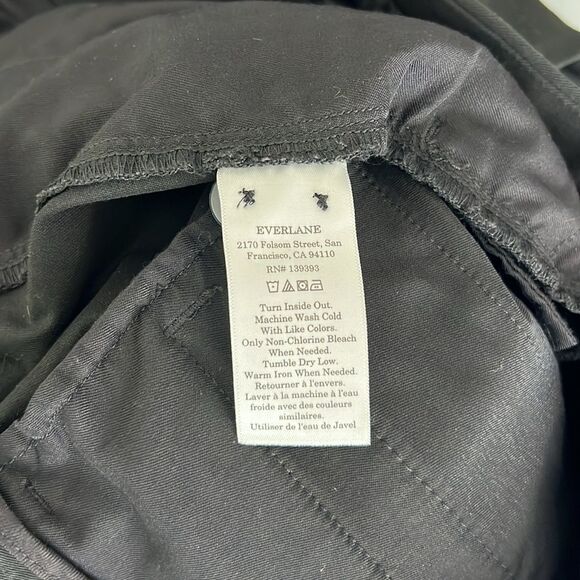 EVERLANE
2170 Folsom Street, San
Francisco, CA 94110
RN# 139393
Turn Inside Out.
Machine Wash Cold
With Like Colors.
Only Non-Chlorine Bleach
When Needed.
Tumble Dry Low.
Warm Iron When Needed.
Retourner à l'envers.
Laver à la machine à l'eau
froide avec des couleurs
similaires.
Utiliser de l'eau de Javel